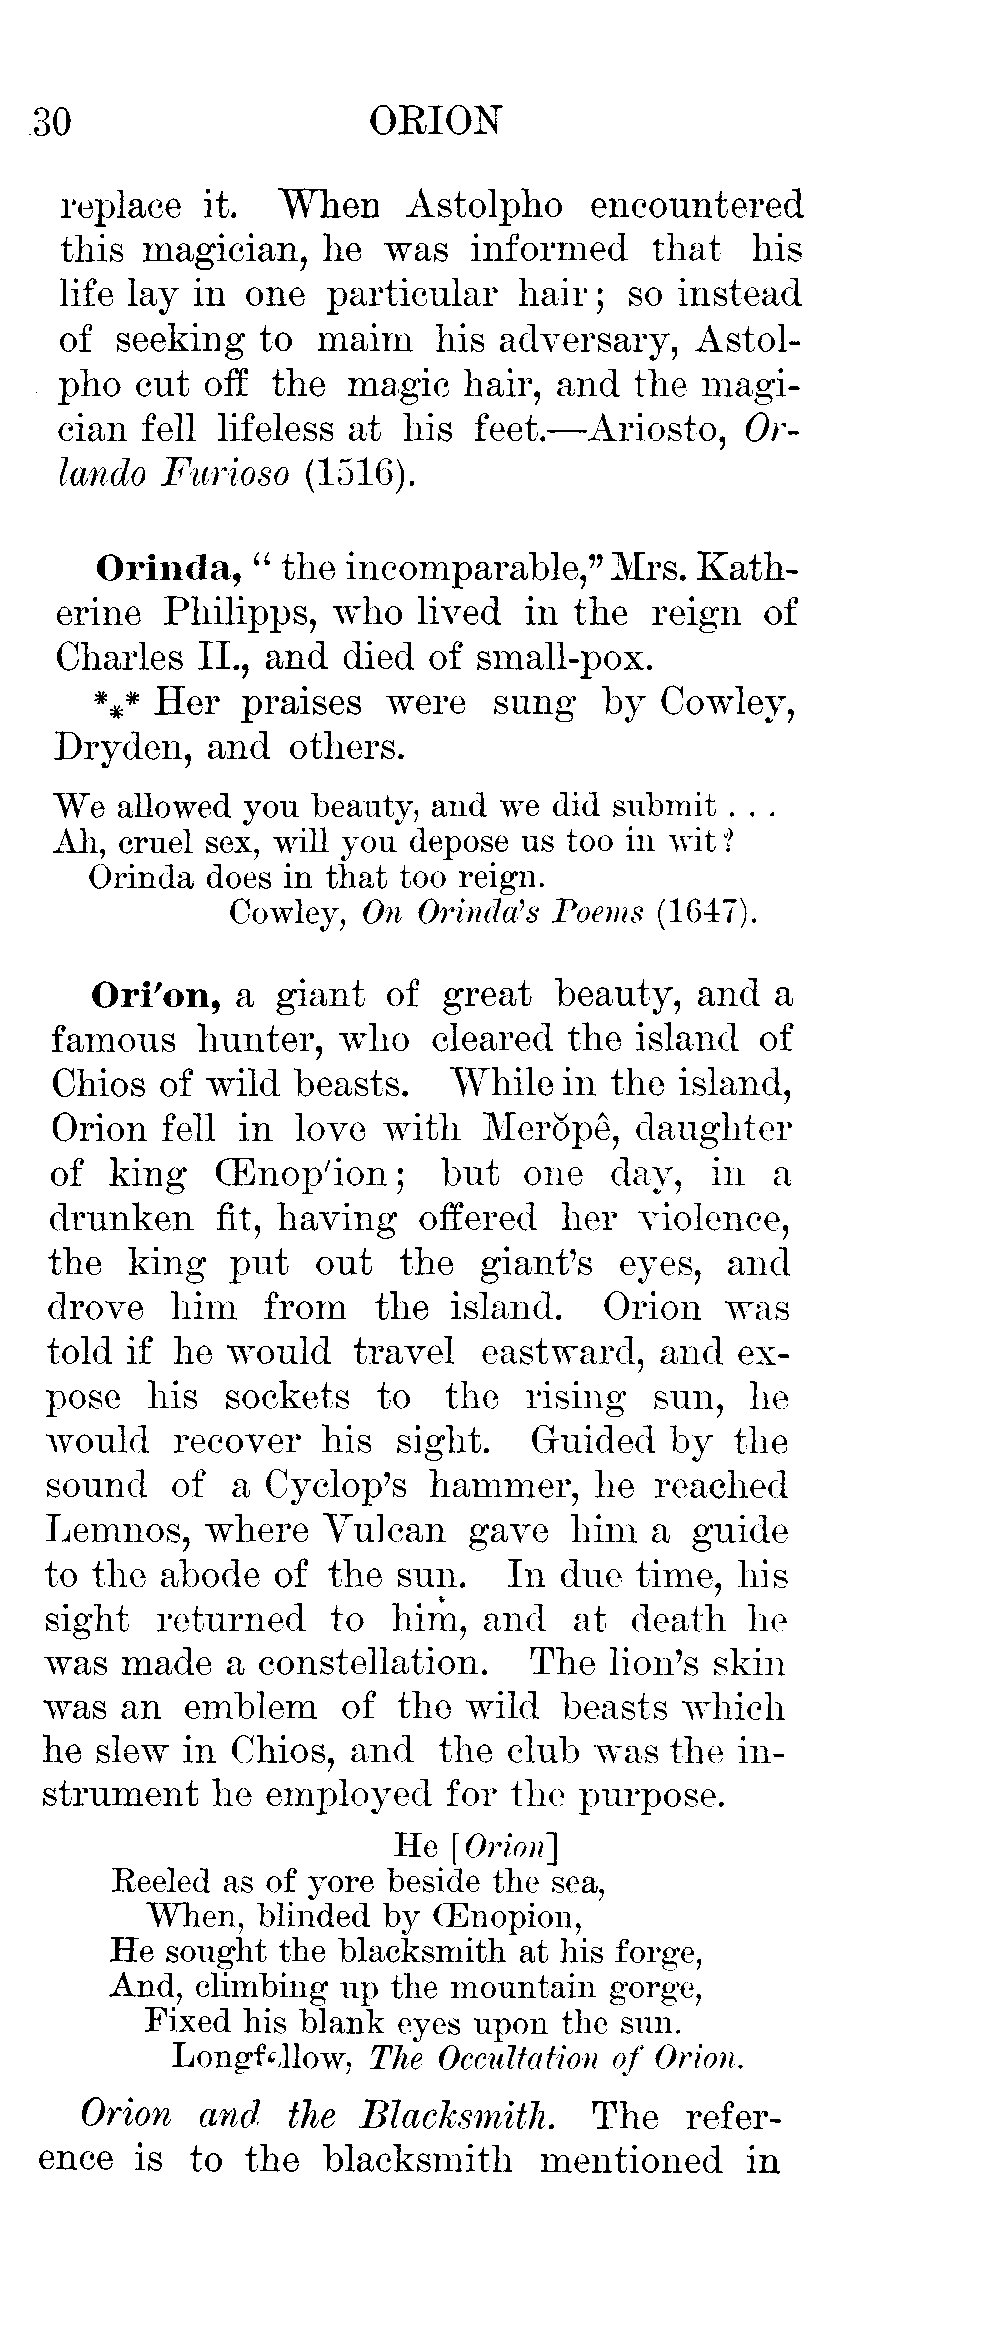 30 ORION
replace it. When Astolpho encountered
this magician, he was informed that his
life lay in one particular hair; so instead
of seeking to maim his adversary, Astol-
pho cut off the magic hair, and the magi-
cian fell lifeless at his feet.—Ariosto, Or-
lando Furioso (1516).
Orinda, “the incomparable,” Mrs. Kath-
erine Philipps, who lived in the reign of
Charles II., and died of small-pox.
*** Her praises were sung by Cowley,
Dryden, and others.
We allowed you beauty, and we did submit . . .
Ah, cruel sex, will you depose us too in wit?
Orinda does in that too reign.
Cowley, On Orinda’s Poems (1647).
Ori′on, a giant of great beauty, and a
famous hunter, who cleared the island of
Chios of wild beasts. While in the island,
Orion fell in love with Merŏpê, daughter
of king Œnop′ion; but one day, in a
drunken fit, having offered her violence,
the king put out the giant’s eyes, and
drove him from the island. Orion was
told if he would travel eastward, and ex-
pose his sockets to the rising sun, he
would recover his sight. Guided by the
sound of a Cyclop’s hammer, he reached
Lemnos, where Vulcan gave him a guide
to the abode of the sun. In due time, his
sight returned to him, and at death he
was made a constellation. The lion’s skin
was an emblem of the wild beasts which
he slew in Chios, and the club was the in-
strument he employed for the purpose.
He [Orion]
Reeled as of yore beside the sea,
When, blinded by Œnopion,
He sought the blacksmith at his forge,
And, climbing up the mountain gorge,
Fixed his blank eyes upon the sun.
Longfellow, The Occultation of Orion.
Orion and the Blacksmith. The refer-
ence is to the blacksmith mentioned in